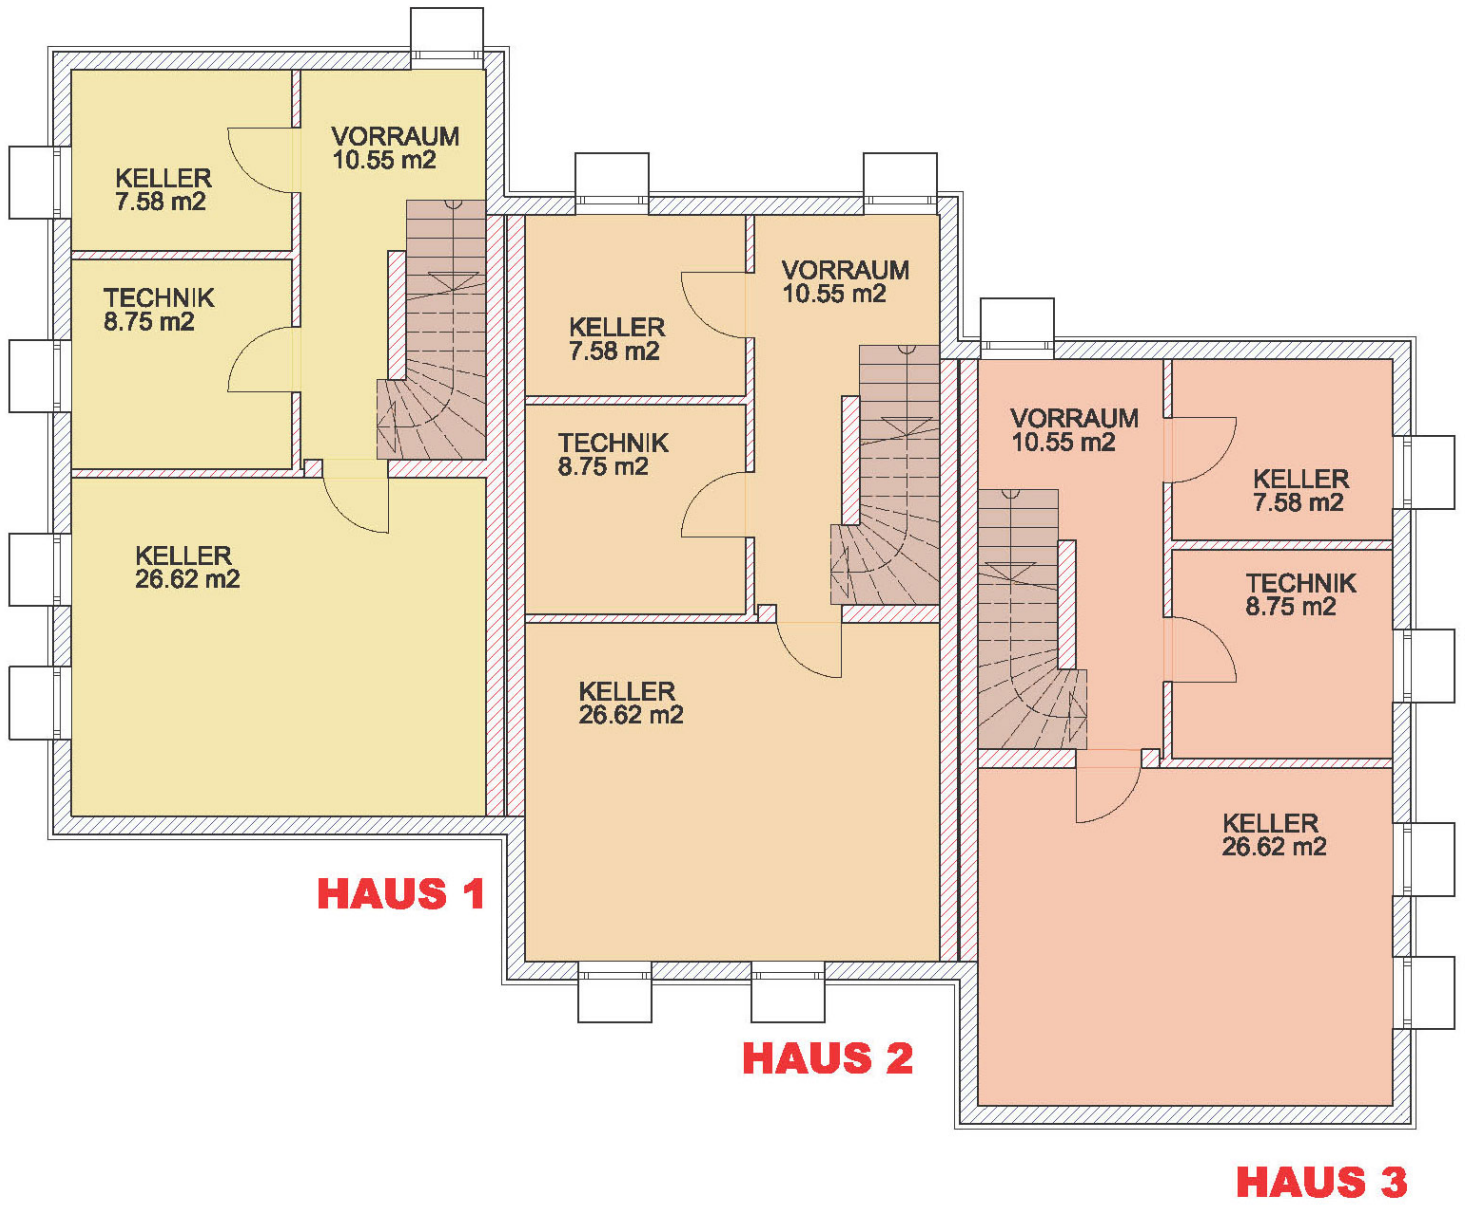 VORRAUM
10.55 m2
KELLER
7.58 m2
TECHNIK
8.75 m2
KELLER
26.62 m2
HAUS 1
VORRAUM
10.55 m2
KELLER
7.58 m2
TECHNIK
8.75 m2
KELLER
26.62 m2
HAUS 2
VORRAUM
10.55 m2
KELLER
7.58 m2
TECHNIK
8.75 m2
KELLER
26.62 m2
HAUS 3